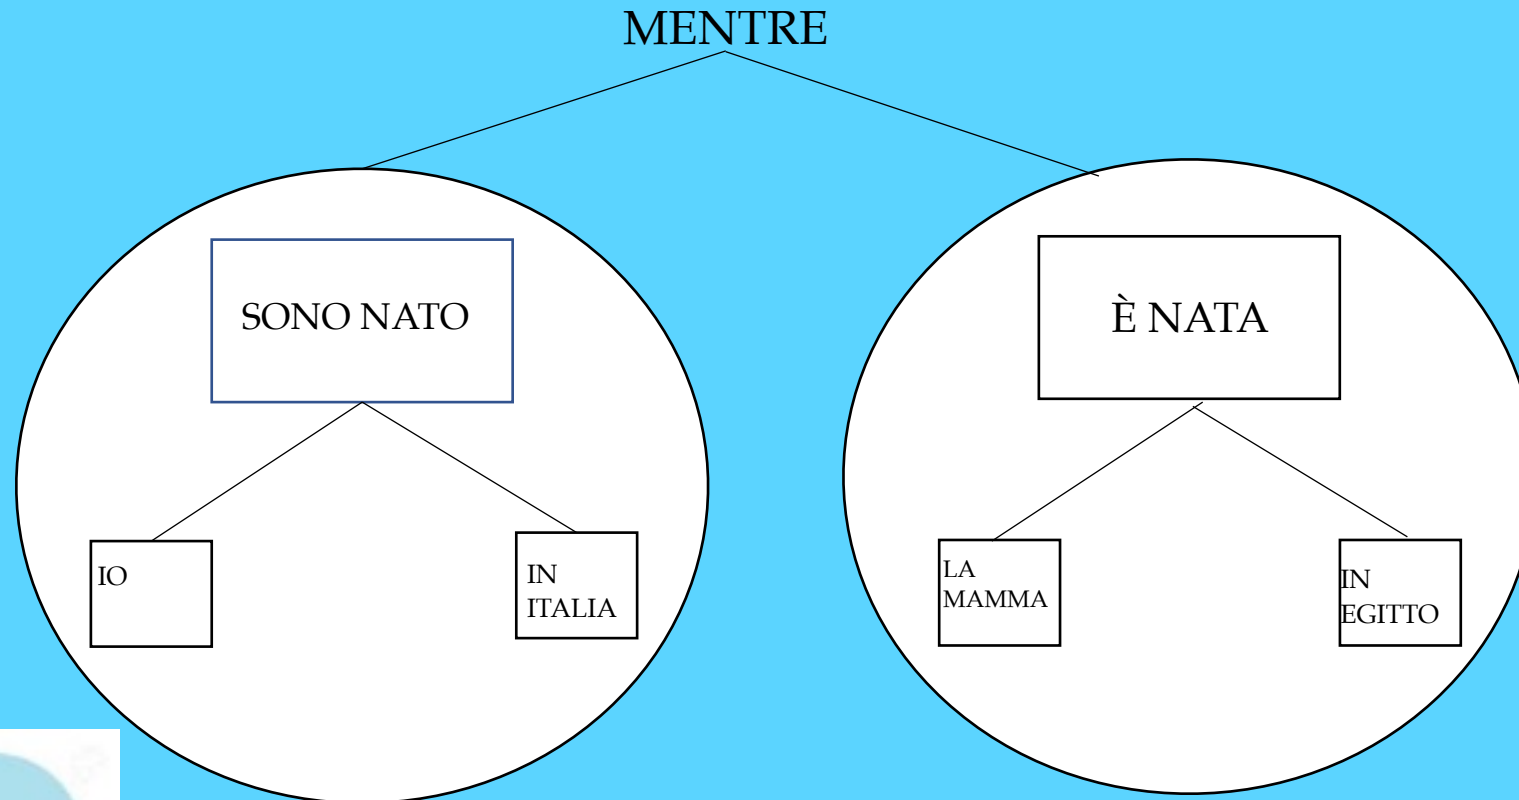 MENTRE
SONO NATO
È NATA
IO
IN
ITALIA
LA
MAMMA
IN
EGITTO